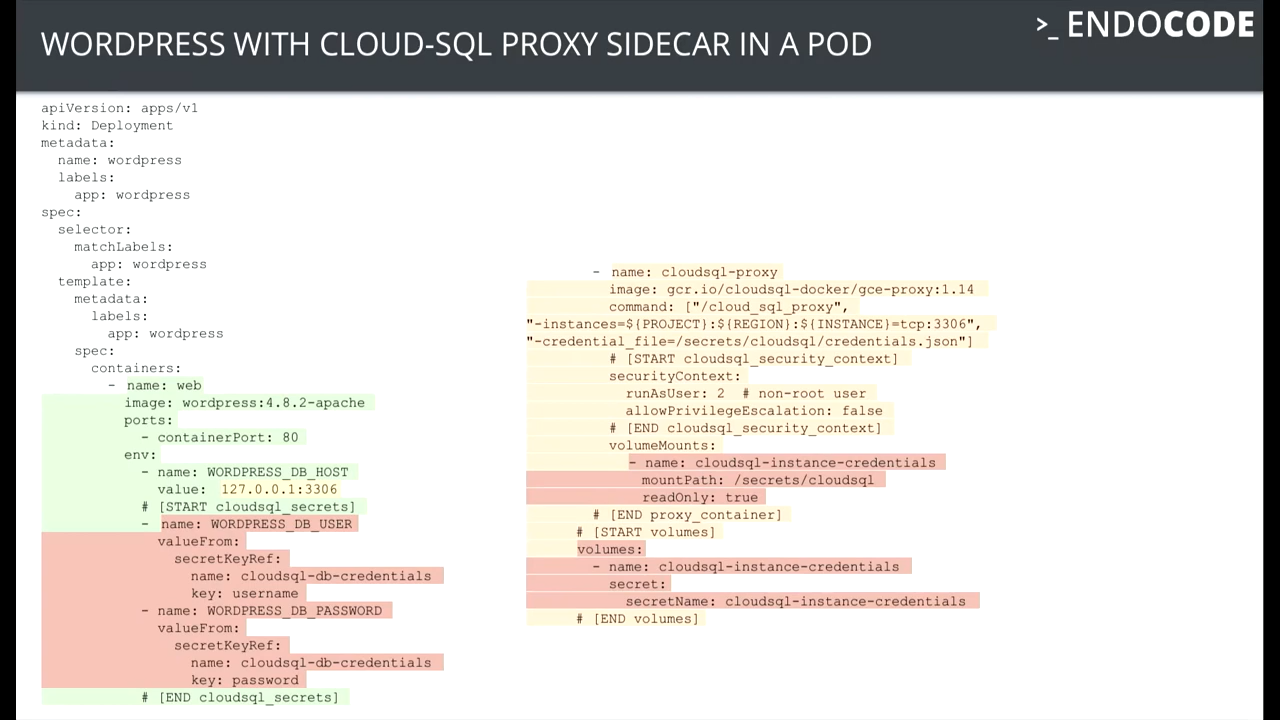 WORDPRESS WITH CLOUD-SQL PROXY SIDECAR IN A POD
>_ ENDOCODE
apiVersion: apps/v1
kind: Deployment
metadata:
  name: wordpress
  labels:
    app: wordpress
spec:
  selector:
    matchLabels:
      app: wordpress
  template:
    metadata:
      labels:
        app: wordpress
    spec:
      containers:
        - name: web
          image: wordpress:4.8.2-apache
          ports:
            - containerPort: 80
          env:
            - name: WORDPRESS_DB_HOST
              value: 127.0.0.1:3306
            # [START cloudsql_secrets]
            - name: WORDPRESS_DB_USER
              valueFrom:
                secretKeyRef:
                  name: cloudsql-db-credentials
                  key: username
            - name: WORDPRESS_DB_PASSWORD
              valueFrom:
                secretKeyRef:
                  name: cloudsql-db-credentials
                  key: password
            # [END cloudsql_secrets]
        - name: cloudsql-proxy
          image: gcr.io/cloudsql-docker/gce-proxy:1.14
          command: ["/cloud_sql_proxy",
"-instances=${PROJECT}:${REGION}:${INSTANCE}=tcp:3306",
"-credential_file=/secrets/cloudsql/credentials.json"]
          # [START cloudsql_security_context]
          securityContext:
            runAsUser: 2  # non-root user
            allowPrivilegeEscalation: false
          # [END cloudsql_security_context]
          volumeMounts:
            - name: cloudsql-instance-credentials
              mountPath: /secrets/cloudsql
              readOnly: true
        # [END proxy_container]
      # [START volumes]
      volumes:
        - name: cloudsql-instance-credentials
          secret:
            secretName: cloudsql-instance-credentials
      # [END volumes]